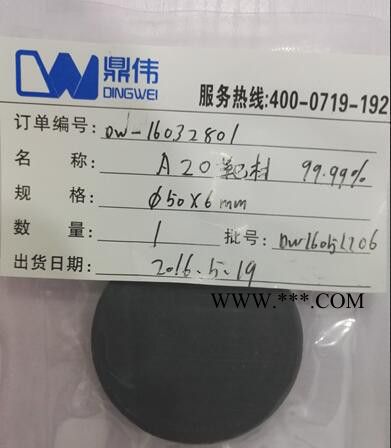 鼎伟
DINGWEI
服务热线:400-0719-192
订单编号: DW-16032801
名 称: AZO靶材 99.99%
规 格: φ50X6mm
数 量: 1 批号: DW16051206
出货日期: 2016.5.19
www.***.COM